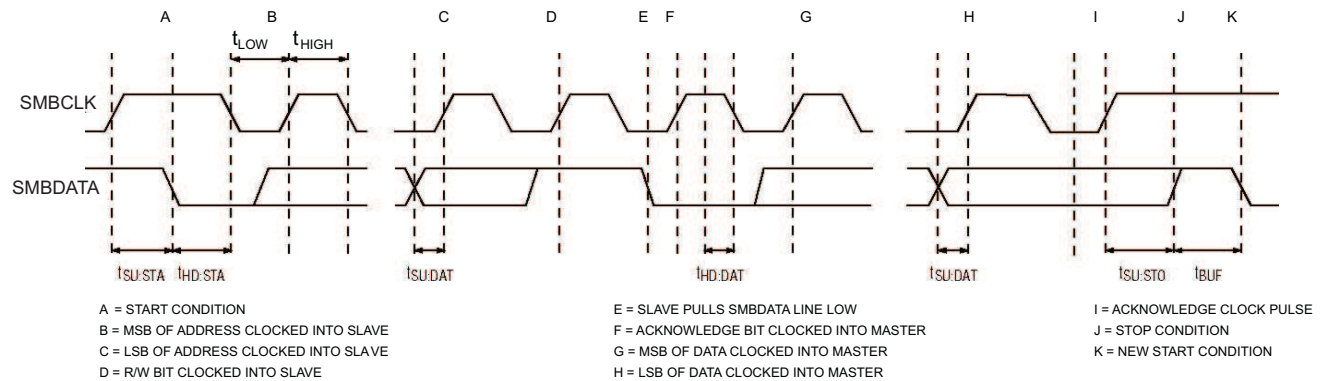 A B C D E F G H I J K
tLOW tHIGH
SMBCLK
SMBDATA
tSU:STA tHD:STA tSU:DAT tHD:DAT tSU:DAT tSU:STO tBUF
A = START CONDITION
B = MSB OF ADDRESS CLOCKED INTO SLAVE
C = LSB OF ADDRESS CLOCKED INTO SLAVE
D = R/W BIT CLOCKED INTO SLAVE
E = SLAVE PULLS SMBDATA LINE LOW
F = ACKNOWLEDGE BIT CLOCKED INTO MASTER
G = MSB OF DATA CLOCKED INTO MASTER
H = LSB OF DATA CLOCKED INTO MASTER
I = ACKNOWLEDGE CLOCK PULSE
J = STOP CONDITION
K = NEW START CONDITION